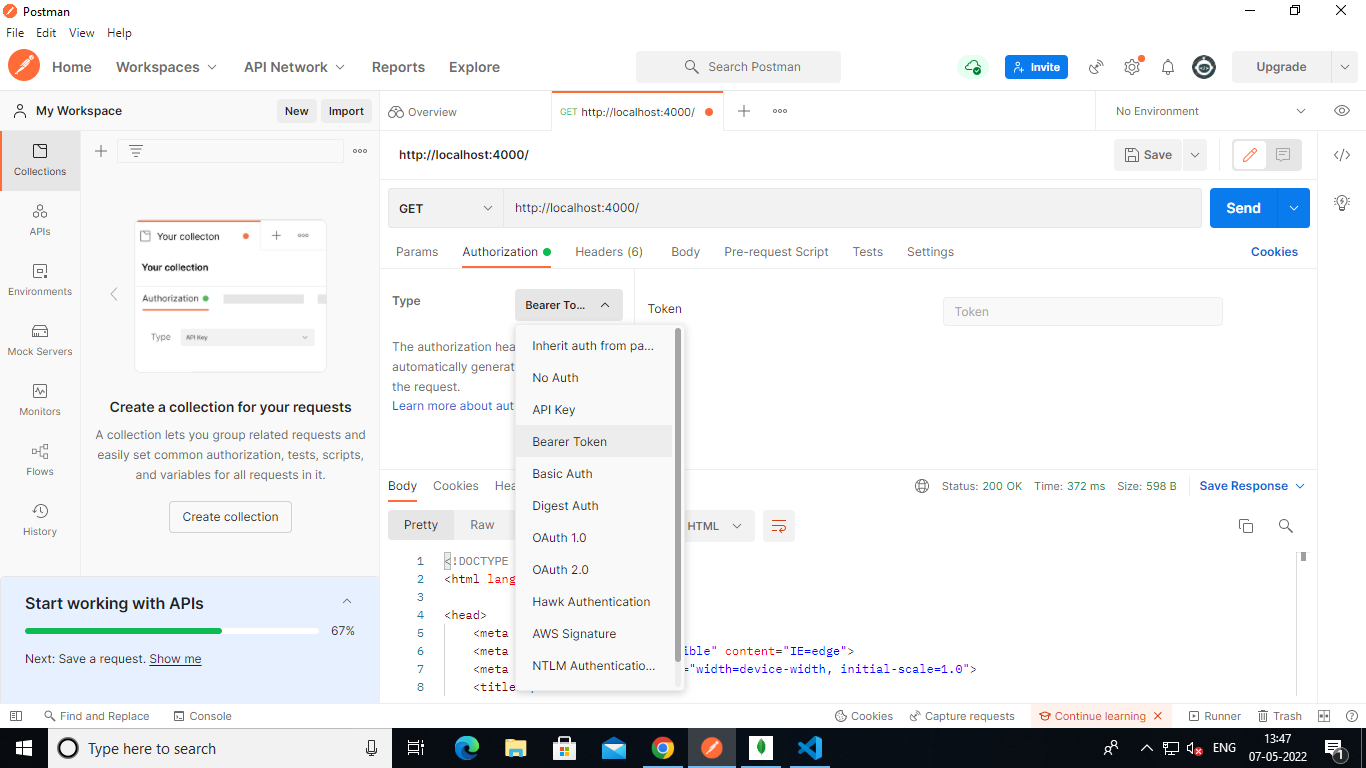 Postman
File Edit View Help
Home Workspaces API Network Reports Explore Search Postman Invite Upgrade
My Workspace New Import Overview GET http://localhost:4000/ No Environment
http://localhost:4000/ Save
GET http://localhost:4000/ Send
Params Authorization Headers (6) Body Pre-request Script Tests Settings Cookies
Type Bearer To... Token Token
The authorization hea
automatically generat
the request.
Learn more about aut
Inherit auth from pa...
No Auth
API Key
Bearer Token
Basic Auth
Digest Auth
OAuth 1.0
OAuth 2.0
Hawk Authentication
AWS Signature
NTLM Authenticatio...
Collections
APIs
Environments
Mock Servers
Monitors
Flows
History
Your collecton
Your collection
Authorization
Type API Key
Create a collection for your requests
A collection lets you group related requests and
easily set common authorization, tests, scripts,
and variables for all requests in it.
Create collection
Start working with APIs
67%
Next: Save a request. Show me
Body Cookies Hea Status: 200 OK Time: 372 ms Size: 598 B Save Response
Pretty Raw HTML
1 <!DOCTYPE
2 <html lang
3
4 <head>
5 <meta
6 <meta ible" content="IE=edge">
7 <meta ="width=device-width, initial-scale=1.0">
8 <title
Find and Replace Console Cookies Capture requests Continue learning Runner Trash
Type here to search ENG 13:47
07-05-2022 1